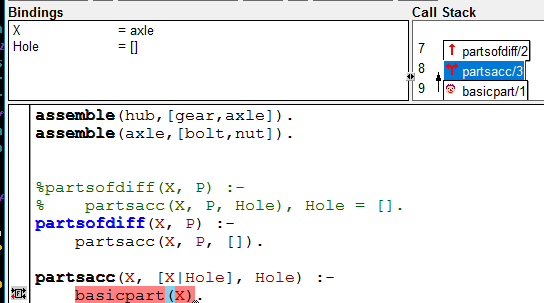 Bindings
X = axle
Hole = []
Call Stack
7 partsofdiff/2
8 partsacc/3
9 basicpart/1
assemble(hub,[gear,axle]).
assemble(axle,[bolt,nut]).
%partsofdiff(X, P) :-
%    partsacc(X, P, Hole), Hole = [].
partsofdiff(X, P) :-
    partsacc(X, P, []).
partsacc(X, [X|Hole], Hole) :-
    basicpart(X).